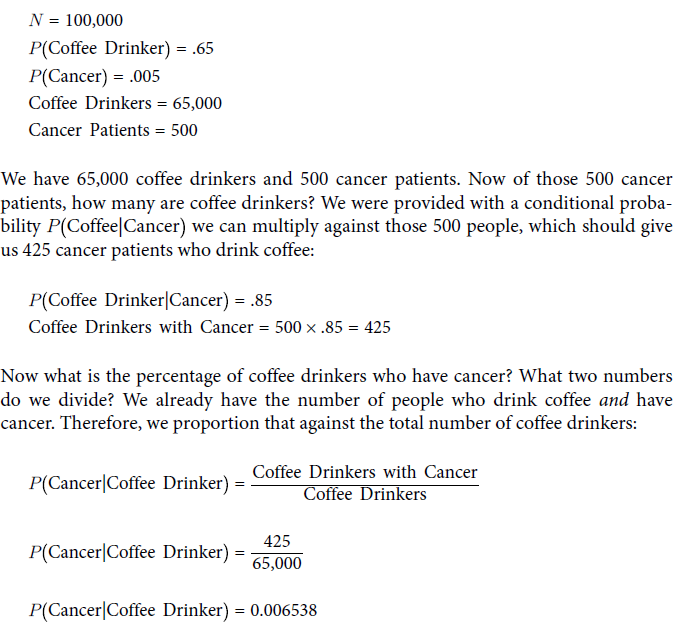 N = 100,000
P(Coffee Drinker) = .65
P(Cancer) = .005
Coffee Drinkers = 65,000
Cancer Patients = 500
We have 65,000 coffee drinkers and 500 cancer patients. Now of those 500 cancer
patients, how many are coffee drinkers? We were provided with a conditional proba-
bility P(Coffee|Cancer) we can multiply against those 500 people, which should give
us 425 cancer patients who drink coffee:
P(Coffee Drinker|Cancer) = .85
Coffee Drinkers with Cancer = 500 × .85 = 425
Now what is the percentage of coffee drinkers who have cancer? What two numbers
do we divide? We already have the number of people who drink coffee and have
cancer. Therefore, we proportion that against the total number of coffee drinkers:
P(Cancer|Coffee Drinker) = Coffee Drinkers with Cancer
Coffee Drinkers
P(Cancer|Coffee Drinker) = 425
65,000
P(Cancer|Coffee Drinker) = 0.006538